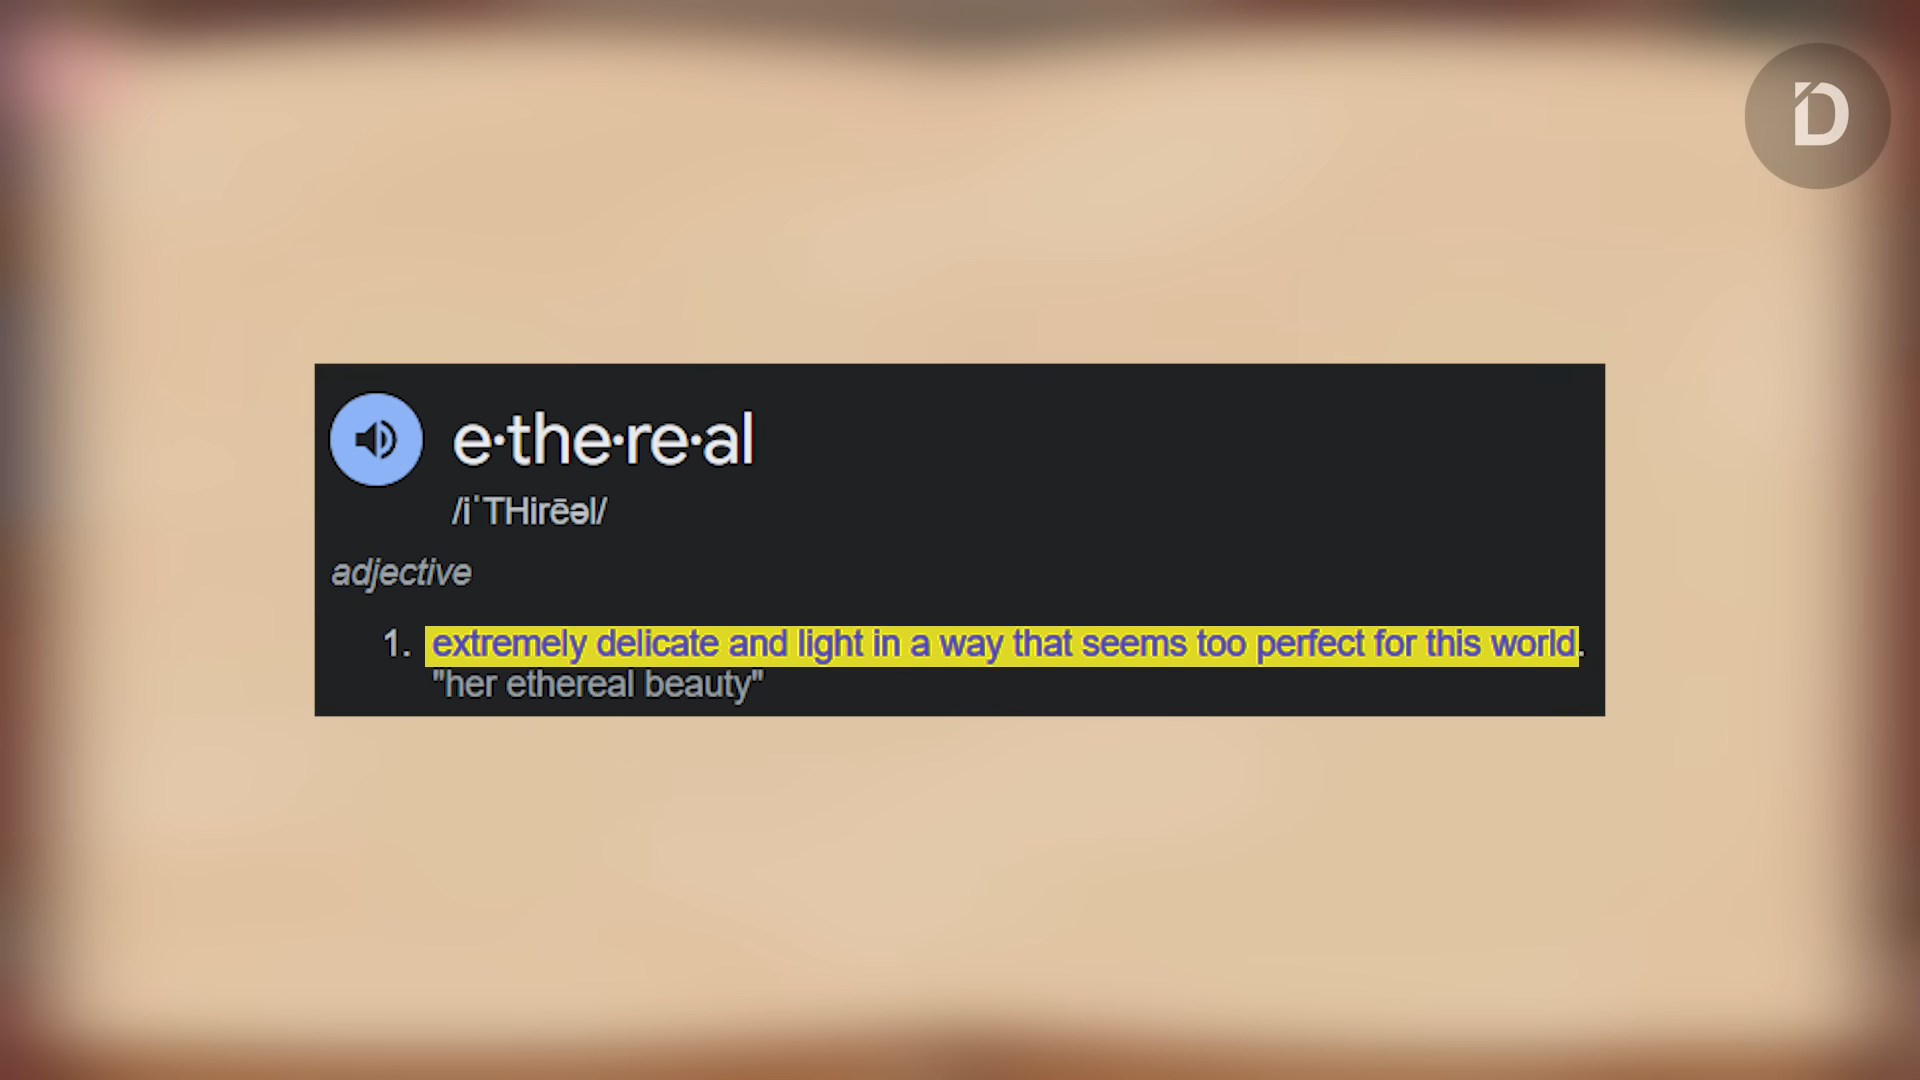 D
e·the·re·al
/iˈTHirēəl/
adjective
1. extremely delicate and light in a way that seems too perfect for this world.
"her ethereal beauty"